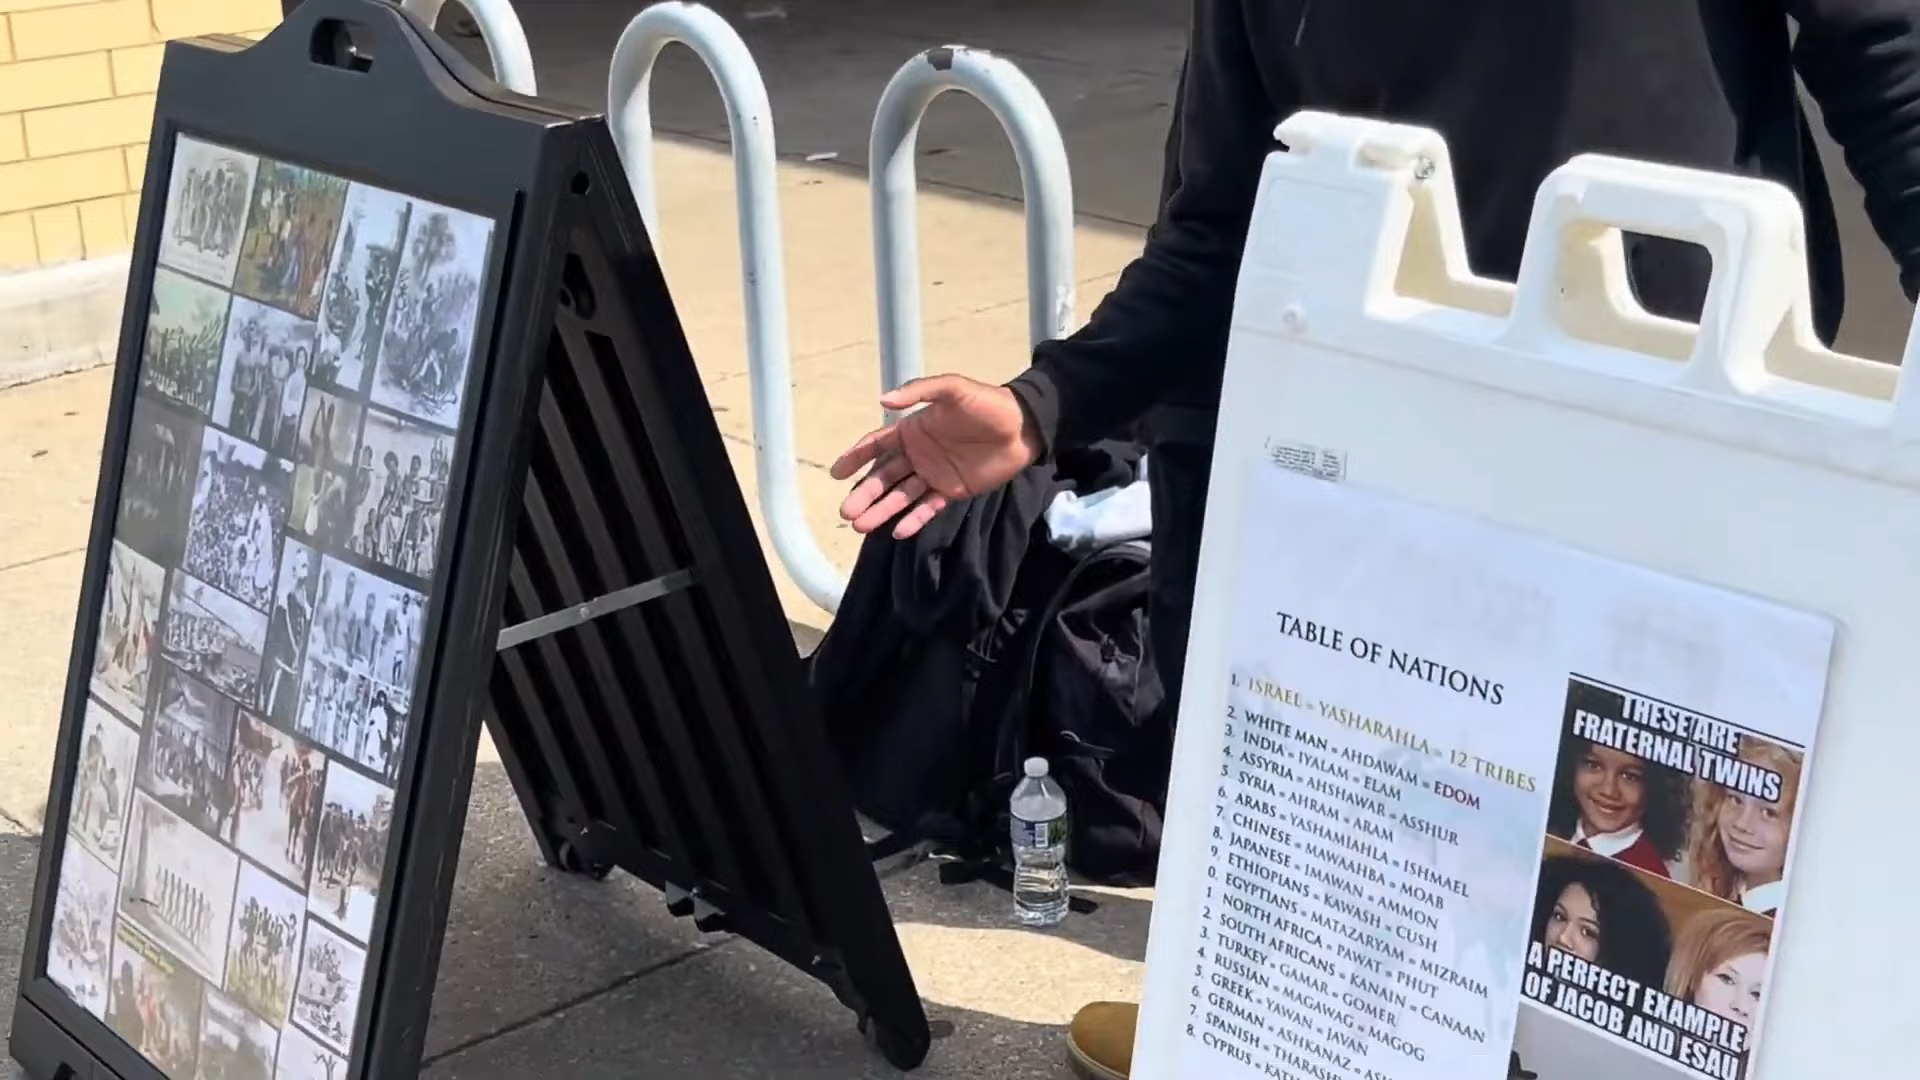 TABLE OF NATIONS
1. ISRAEL = YASHARAHLA = 12 TRIBES
2. WHITE MAN = AHDAWAM = EDOM
3. INDIA = IYALAM = ELAM
4. ASSYRIA = AHSHAWAR = ASSHUR
5. SYRIA = AHRAM = ARAM
6. ARABS = YASHAMIAHLA = ISHMAEL
7. CHINESE = MAWAAHBA = MOAB
8. JAPANESE = IMAWAN = AMMON
9. ETHIOPIANS = KAWASH = CUSH
0. EGYPTIANS = MATAZARYAM = MIZRAIM
1 NORTH AFRICA = PAWAT = PHUT
2. SOUTH AFRICANS = KANAIN = CANAAN
3. TURKEY = GAMAR = GOMER
4. RUSSIAN = MAGAWAG = MAGOG
5. GREEK = YAWAN = JAVAN
6. GERMAN = ASHKANAZ =
7. SPANISH = THARASH
8. CYPRUS =
THESE ARE
FRATERNAL TWINS
A PERFECT EXAMPLE
OF JACOB AND ESAU